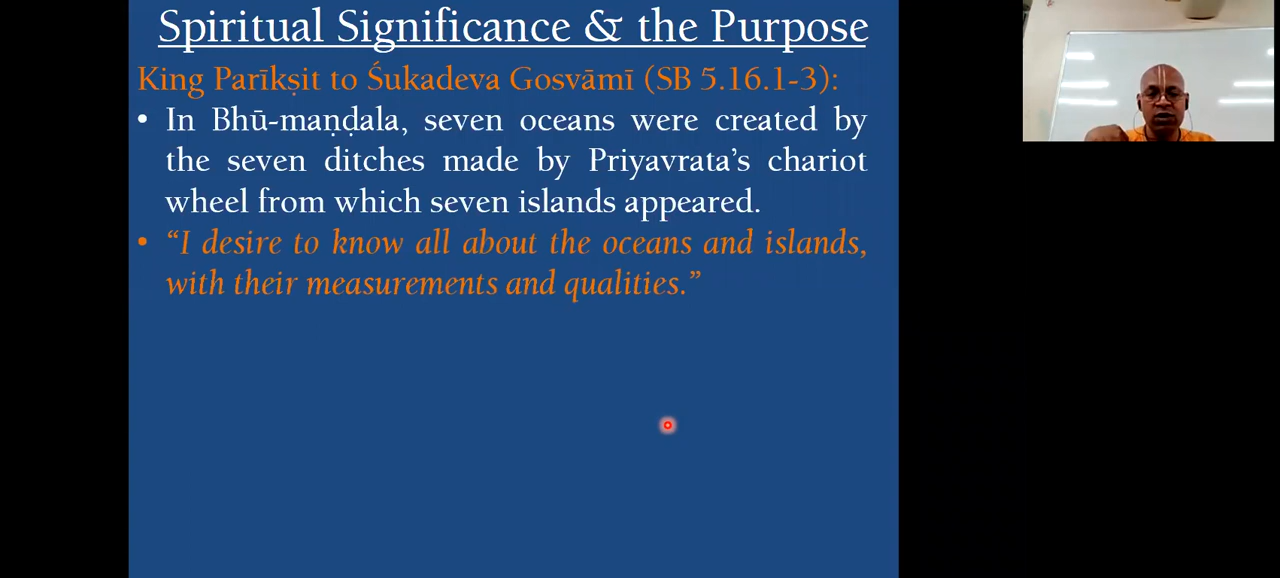 Spiritual Significance & the Purpose
King Parīkṣit to Śukadeva Gosvāmī (SB 5.16.1-3):
• In Bhū-maṇḍala, seven oceans were created by
the seven ditches made by Priyavrata’s chariot
wheel from which seven islands appeared.
• “I desire to know all about the oceans and islands,
with their measurements and qualities.”